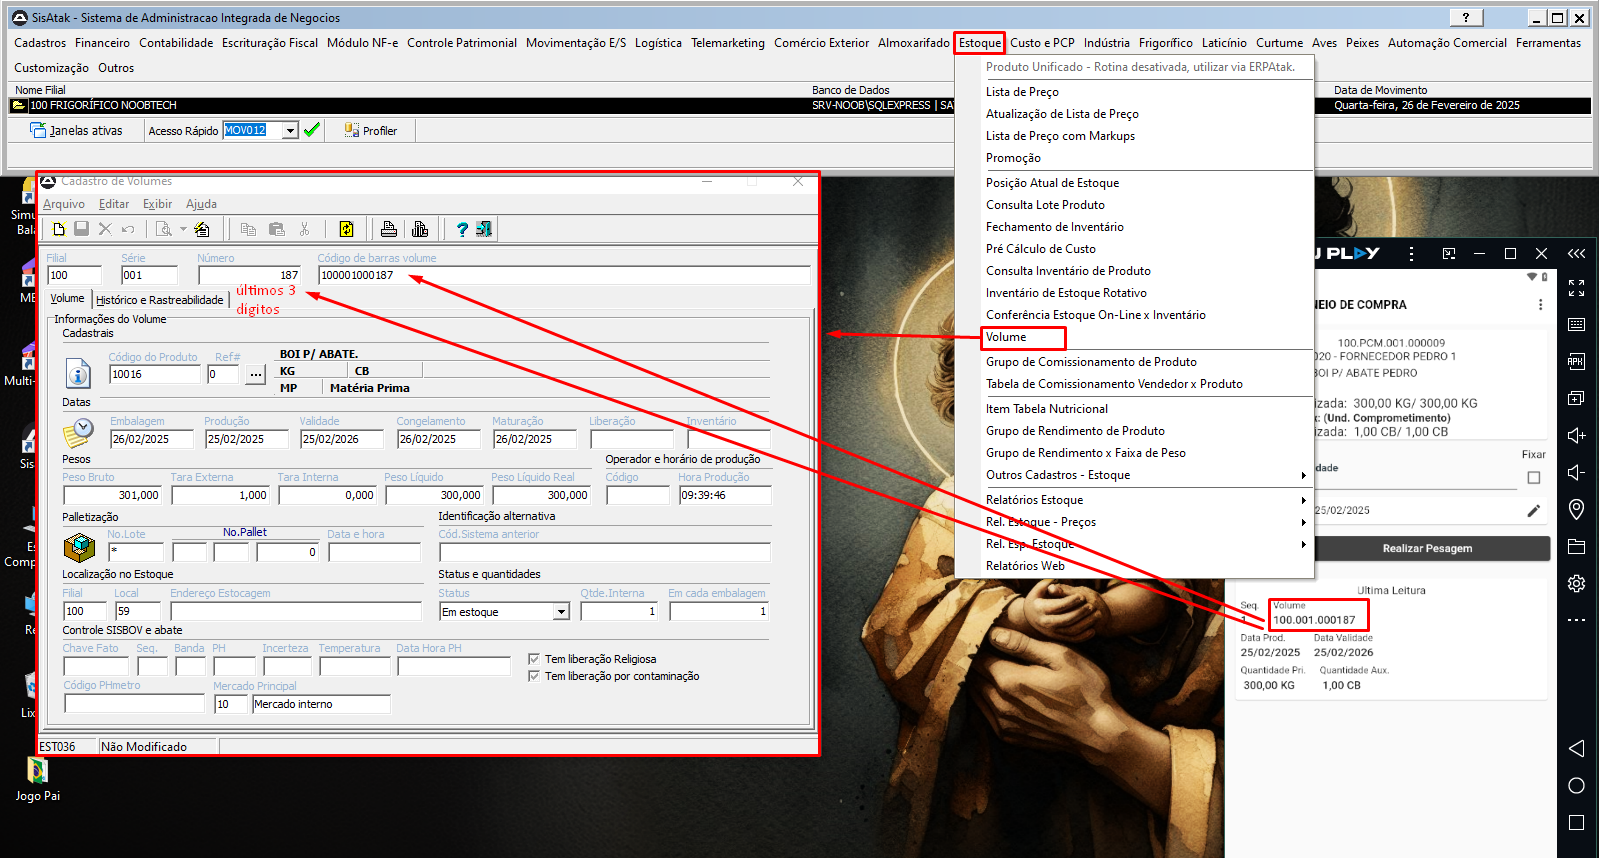 SisAtak - Sistema de Administracao Integrada de Negocios
Cadastros Financeiro Contabilidade Escrituração Fiscal Módulo NF-e Controle Patrimonial Movimentação E/S Logística Telemarketing Comércio Exterior Almoxarifado Estoque Custo e PCP Indústria Frigorífico Laticínio Curtume Aves Peixes Automação Comercial Ferramentas
Customização Outros
Nome Filial Banco de Dados Data de Movimento
100 FRIGORÍFICO NOOBTECH SRV-NOOB\SQLEXPRESS | Quarta-feira, 26 de Fevereiro de 2025
Janelas ativas Acesso Rápido MOV012 Profiler
Produto Unificado - Rotina desativada, utilizar via ERPAtak.
Lista de Preço
Atualização de Lista de Preço
Lista de Preço com Markups
Promoção
Posição Atual de Estoque
Consulta Lote Produto
Fechamento de Inventário
Pré Cálculo de Custo
Consulta Inventário de Produto
Inventário de Estoque Rotativo
Conferência Estoque On-Line x Inventário
Volume
Grupo de Comissionamento de Produto
Tabela de Comissionamento Vendedor x Produto
Item Tabela Nutricional
Grupo de Rendimento de Produto
Grupo de Rendimento x Faixa de Peso
Outros Cadastros - Estoque
Relatórios Estoque
Rel. Estoque - Preços
Rel. Esp. Estoque
Relatórios Web
Cadastro de Volumes
Arquivo Editar Exibir Ajuda
Filial Série Número Código de barras volume
100 001 187 100001000187
Volume Histórico e Rastreabilidade
últimos 3
dígitos
Informações do Volume
Cadastrais
Código do Produto Ref# BOI P/ ABATE.
10016 0 ... KG CB
MP Matéria Prima
Datas
Embalagem Produção Validade Congelamento Maturação Liberação Inventário
26/02/2025 25/02/2025 25/02/2026 26/02/2025 26/02/2025
Pesos Operador e horário de produção
Peso Bruto Tara Externa Tara Interna Peso Líquido Peso Líquido Real Código Hora Produção
301,000 1,000 0,000 300,000 300,000 09:39:46
Palletização Identificação alternativa
No.Lote No.Pallet Data e hora Cód.Sistema anterior
* 0
Localização no Estoque Status e quantidades
Filial Local Endereço Estocagem Status Qtde.Interna Em cada embalagem
100 59 Em estoque 1 1
Controle SISBOV e abate
Chave Fato Seq. Banda PH Incerteza Temperatura Data Hora PH
Tem liberação Religiosa
Tem liberação por contaminação
Código PHmetro Mercado Principal
10 Mercado interno
EST036 Não Modificado
Jogo Pai
PLAY
NEIO DE COMPRA
100.PCM.001.000009
020 - FORNECEDOR PEDRO 1
BOI P/ ABATE PEDRO
izada: 300,00 KG/ 300,00 KG
(Und. Comprometimento)
izada: 1,00 CB/ 1,00 CB
Fixar
dade
25/02/2025
Realizar Pesagem
Ultima Leitura
Seq. Volume
1 100.001.000187
Data Prod. Data Validade
25/02/2025 25/02/2026
Quantidade Pri. Quantidade Aux.
300,00 KG 1,00 CB